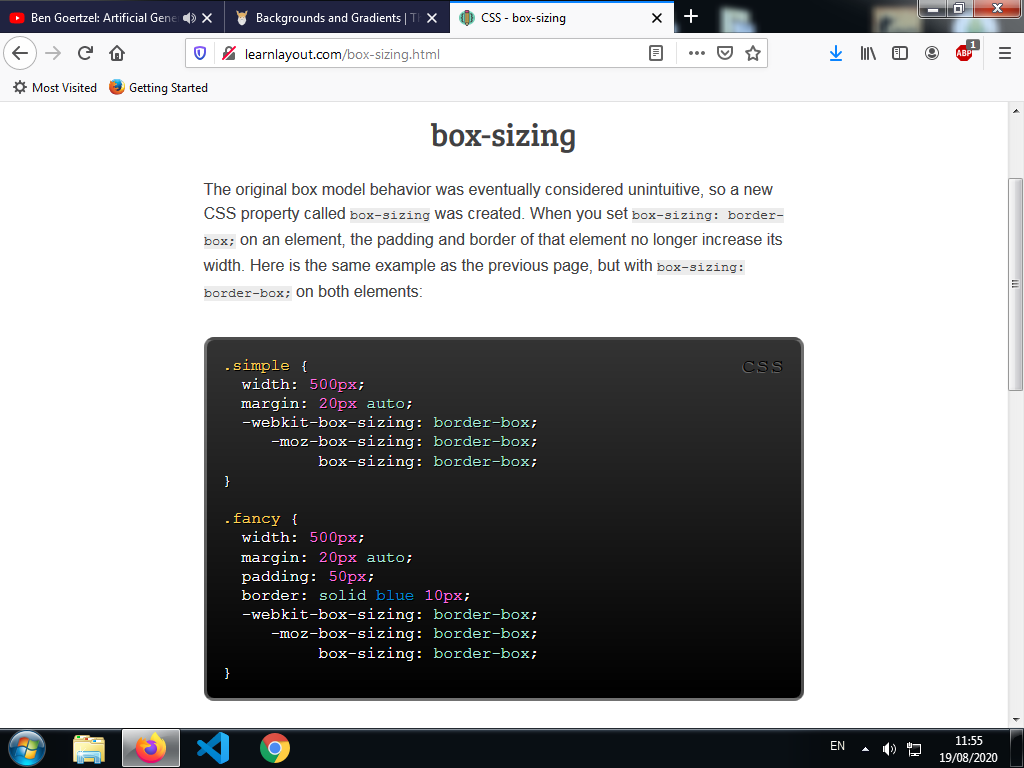 Ben Goertzel: Artificial Gene
Backgrounds and Gradients | Th
CSS - box-sizing
learnlayout.com/box-sizing.html
ABP
1
Most Visited
Getting Started
box-sizing
The original box model behavior was eventually considered unintuitive, so a new
CSS property called box-sizing was created. When you set box-sizing: border-
box; on an element, the padding and border of that element no longer increase its
width. Here is the same example as the previous page, but with box-sizing:
border-box; on both elements:
CSS
.simple {
  width: 500px;
  margin: 20px auto;
  -webkit-box-sizing: border-box;
     -moz-box-sizing: border-box;
          box-sizing: border-box;
}
.fancy {
  width: 500px;
  margin: 20px auto;
  padding: 50px;
  border: solid blue 10px;
  -webkit-box-sizing: border-box;
     -moz-box-sizing: border-box;
          box-sizing: border-box;
}
EN
11:55
19/08/2020